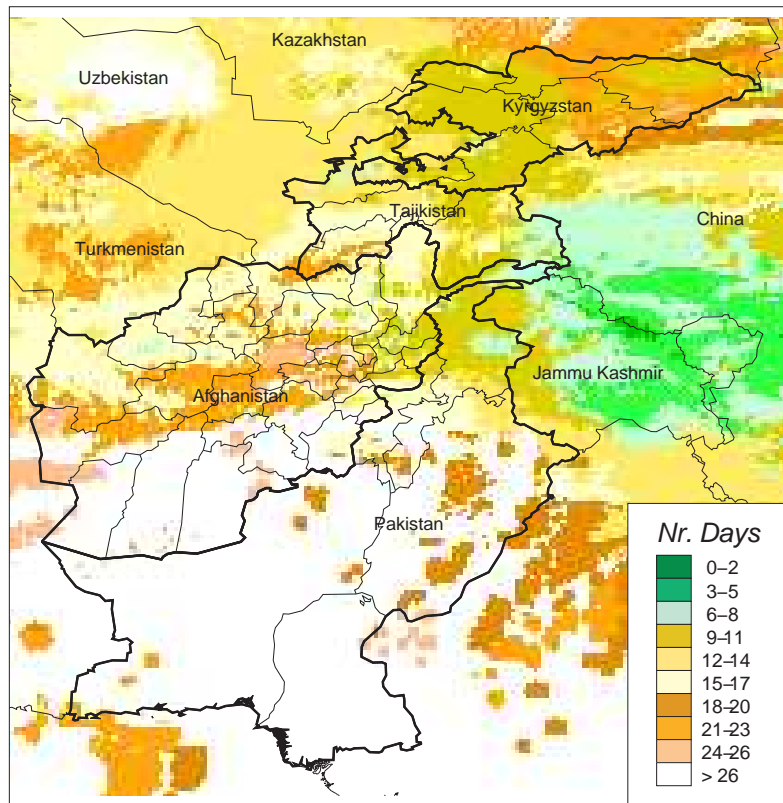 Kazakhstan
Uzbekistan
Kyrgyzstan
Tajikistan
China
Turkmenistan
Jammu Kashmir
Afghanistan
Pakistan
Nr. Days
0–2
3–5
6–8
9–11
12–14
15–17
18–20
21–23
24–26
> 26